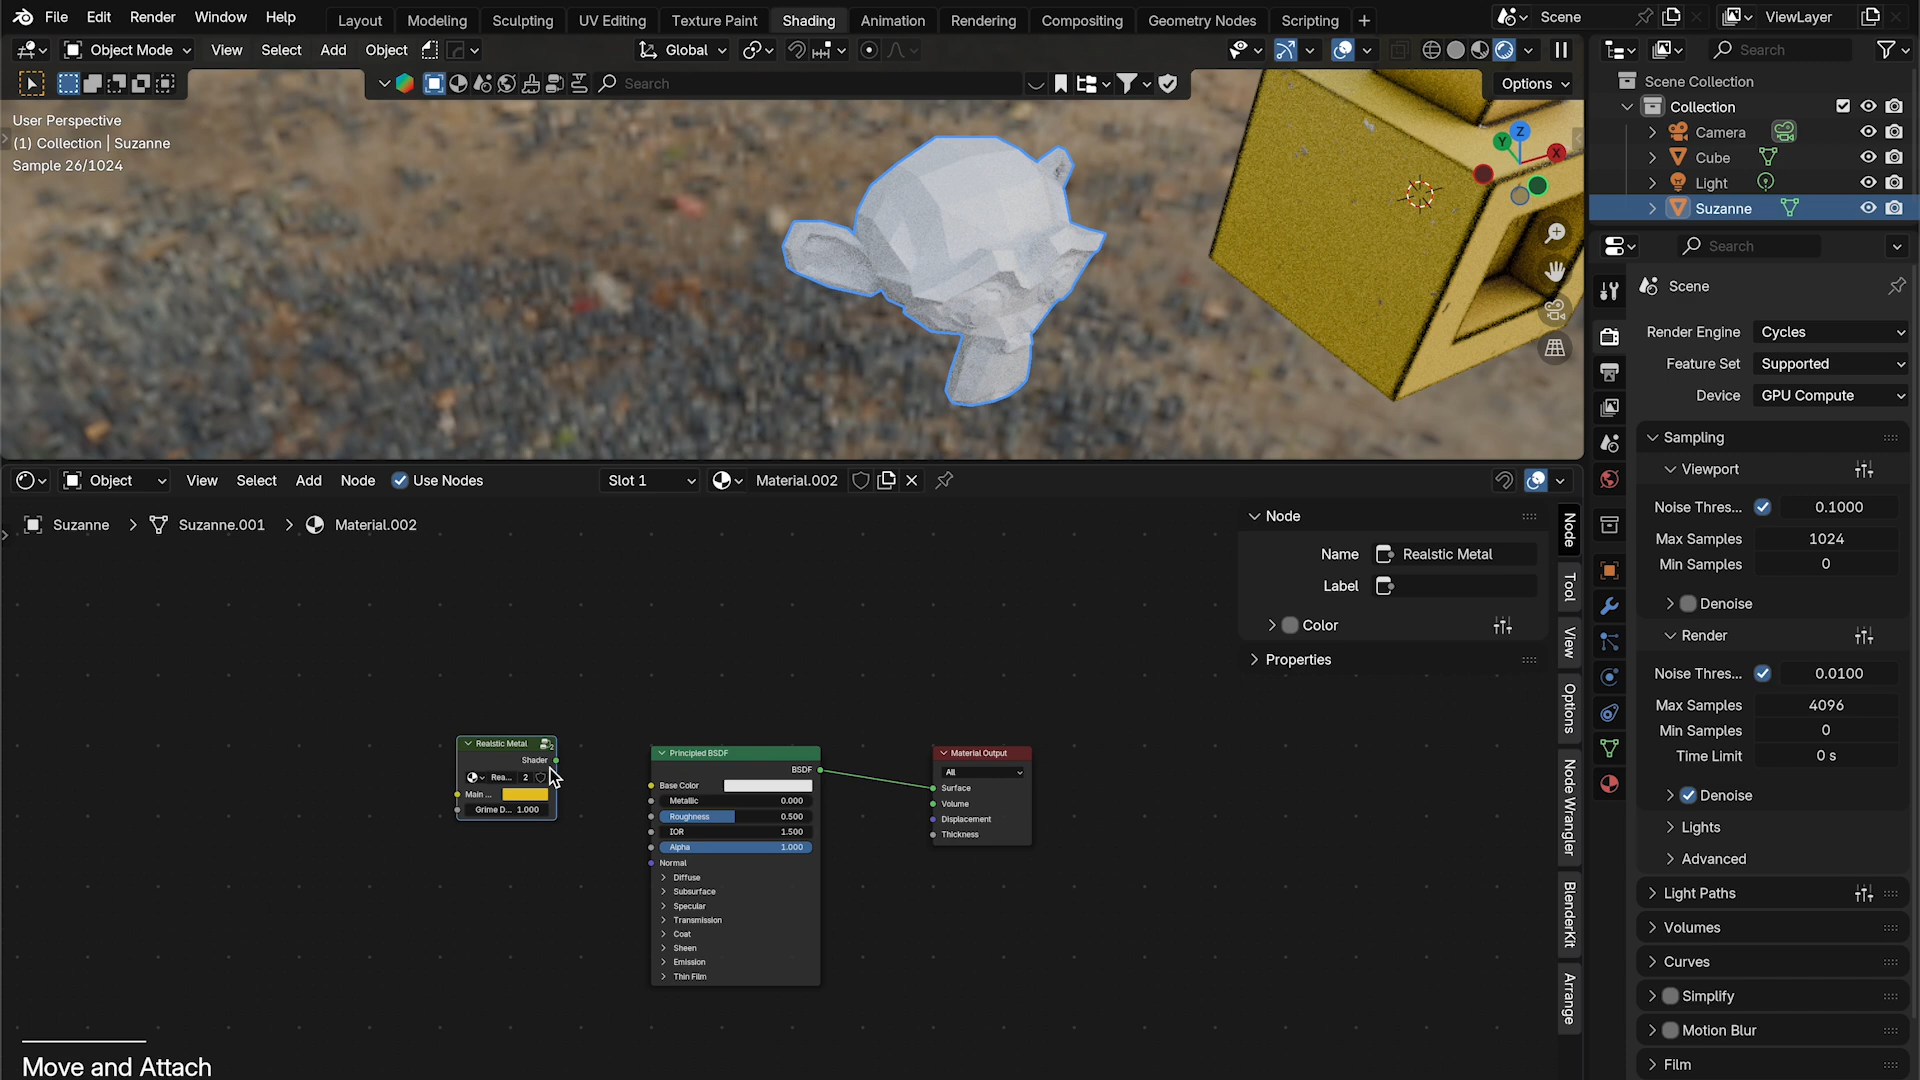 File Edit Render Window Help
Layout Modeling Sculpting UV Editing Texture Paint Shading Animation Rendering Compositing Geometry Nodes Scripting +
Scene
ViewLayer
Object Mode View Select Add Object
Global
Search
Search
Options
User Perspective
(1) Collection | Suzanne
Sample 26/1024
Z
Y
X
Scene Collection
Collection
Camera
Cube
Light
Suzanne
Search
Scene
Render Engine Cycles
Feature Set Supported
Device GPU Compute
Sampling
Viewport
Noise Thres... 0.1000
Max Samples 1024
Min Samples 0
Denoise
Render
Noise Thres... 0.0100
Max Samples 4096
Min Samples 0
Time Limit 0 s
Denoise
Lights
Advanced
Light Paths
Volumes
Curves
Simplify
Motion Blur
Film
Object View Select Add Node Use Nodes Slot 1 Material.002
Suzanne > Suzanne.001 > Material.002
Node
Name Realstic Metal
Label
Color
Properties
Node
Tool
View
Options
Node Wrangler
BlenderKit
Arrange
Realstic Metal
Shader
Rea... 2
Main ...
Grime D... 1.000
Principled BSDF
BSDF
Base Color
Metallic 0.000
Roughness 0.500
IOR 1.500
Alpha 1.000
Normal
Diffuse
Subsurface
Specular
Transmission
Coat
Sheen
Emission
Thin Film
Material Output
All
Surface
Volume
Displacement
Thickness
Move and Attach